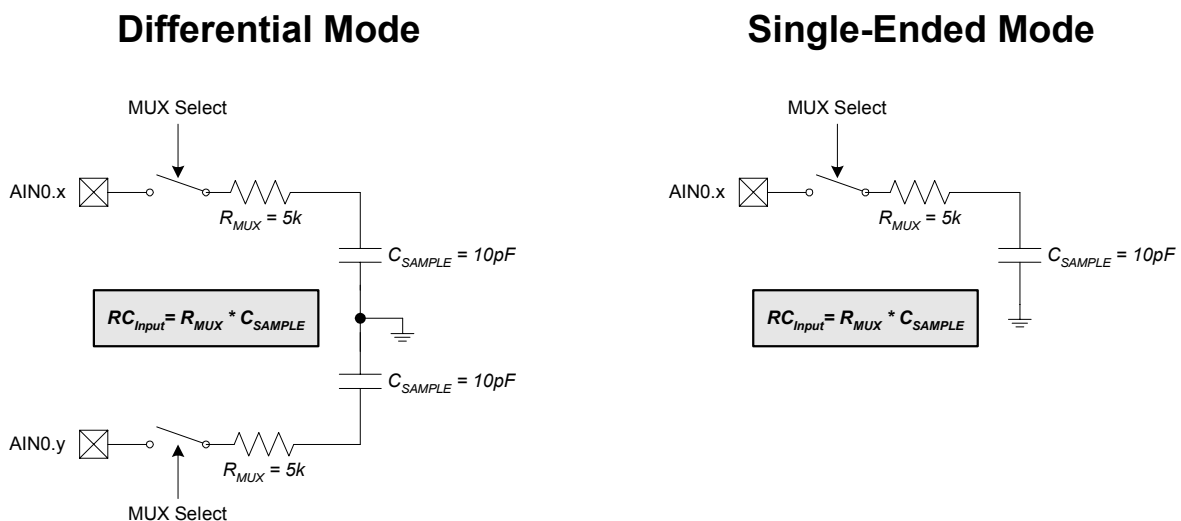 Differential Mode
MUX Select
AIN0.x
R_MUX = 5k
C_SAMPLE = 10pF
RC_Input= R_MUX * C_SAMPLE
C_SAMPLE = 10pF
AIN0.y
R_MUX = 5k
MUX Select
Single-Ended Mode
MUX Select
AIN0.x
R_MUX = 5k
C_SAMPLE = 10pF
RC_Input= R_MUX * C_SAMPLE